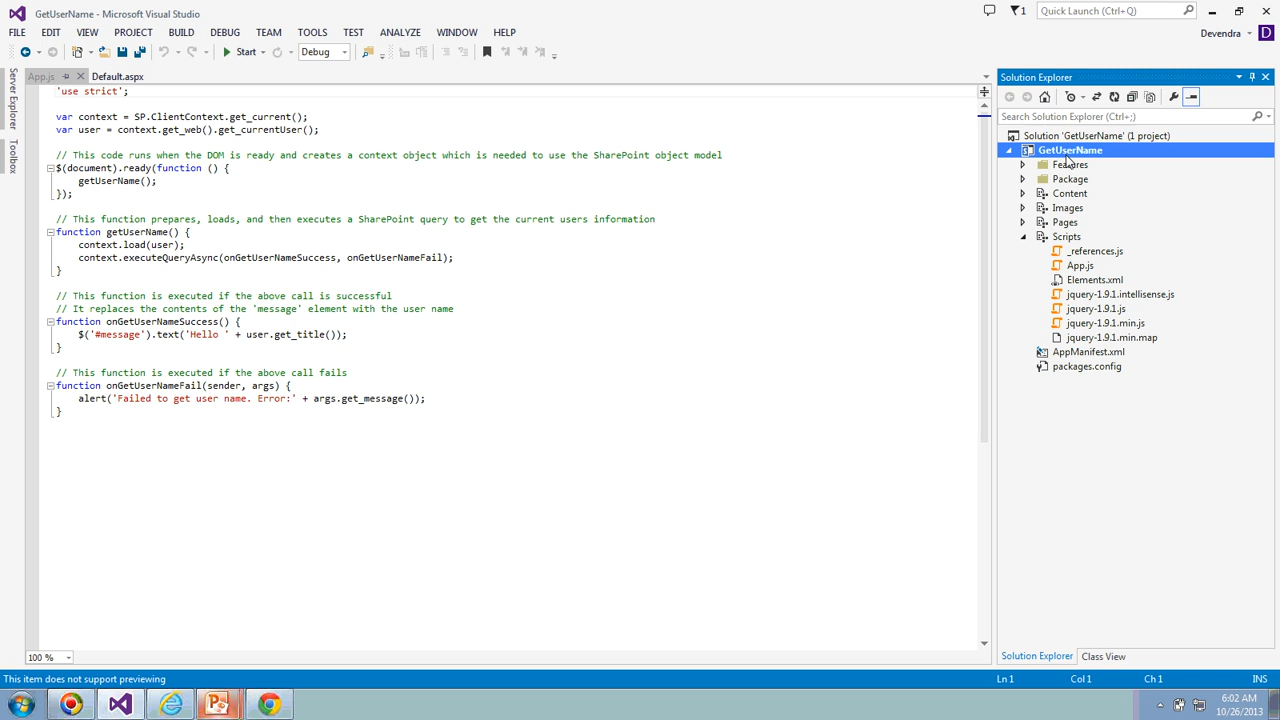 GetUserName - Microsoft Visual Studio
1
Quick Launch (Ctrl+Q)
FILE EDIT VIEW PROJECT BUILD DEBUG TEAM TOOLS TEST ANALYZE WINDOW HELP
Devendra
D
Start
Debug
Server Explorer
Toolbox
App.js
Default.aspx
'use strict';
var context = SP.ClientContext.get_current();
var user = context.get_web().get_currentUser();
// This code runs when the DOM is ready and creates a context object which is needed to use the SharePoint object model
$(document).ready(function () {
getUserName();
});
// This function prepares, loads, and then executes a SharePoint query to get the current users information
function getUserName() {
context.load(user);
context.executeQueryAsync(onGetUserNameSuccess, onGetUserNameFail);
}
// This function is executed if the above call is successful
// It replaces the contents of the 'message' element with the user name
function onGetUserNameSuccess() {
$('#message').text('Hello ' + user.get_title());
}
// This function is executed if the above call fails
function onGetUserNameFail(sender, args) {
alert('Failed to get user name. Error:' + args.get_message());
}
100 %
Solution Explorer
Search Solution Explorer (Ctrl+;)
Solution 'GetUserName' (1 project)
GetUserName
Features
Package
Content
Images
Pages
Scripts
_references.js
App.js
Elements.xml
jquery-1.9.1.intellisense.js
jquery-1.9.1.js
jquery-1.9.1.min.js
jquery-1.9.1.min.map
AppManifest.xml
packages.config
Solution Explorer
Class View
This item does not support previewing
Ln 1
Col 1
Ch 1
INS
6:02 AM
10/26/2013